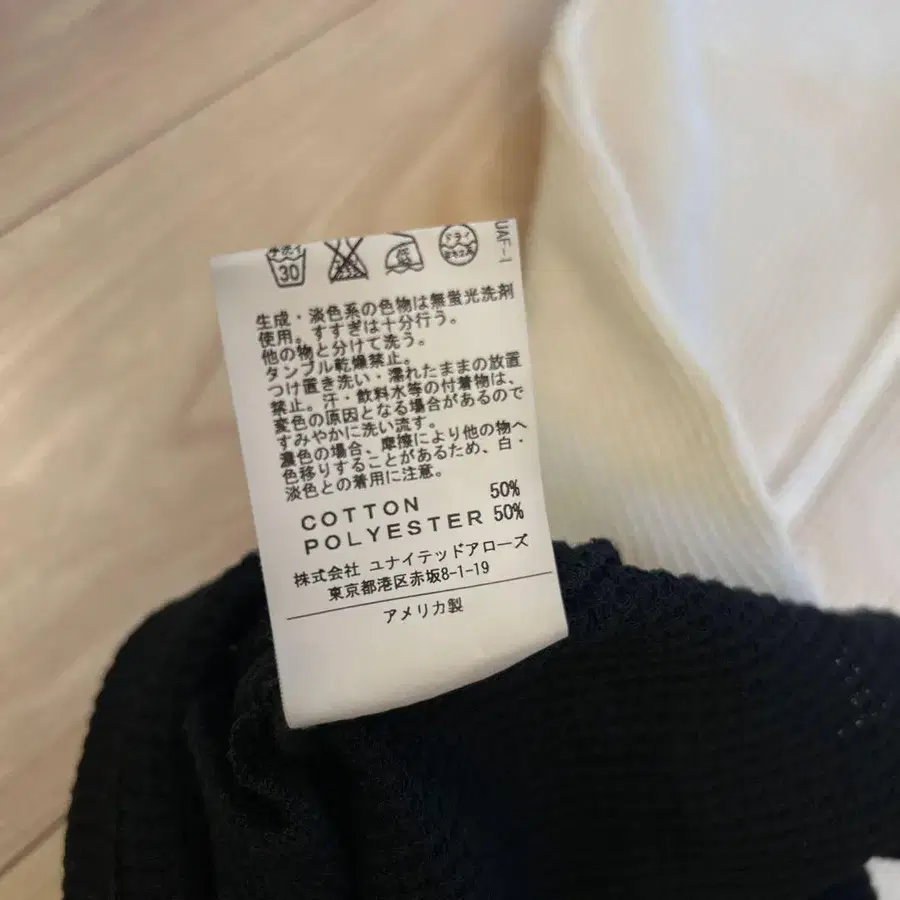 30
低
ドライ
UAF-1
生成・淡色系の色物は無蛍光洗剤
使用。すすぎは十分行う。
他の物と分けて洗う。
タンブル乾燥禁止。
つけ置き洗い・濡れたままの放置
禁止。汗・飲料水等の付着物は、
変色の原因となる場合があるので
すみやかに洗い流す。
濃色の場合、摩擦により他の物へ
色移りすることがあるため、白・
淡色との着用に注意。
COTTON 50%
POLYESTER 50%
株式会社 ユナイテッドアローズ
東京都港区赤坂8-1-19
アメリカ製